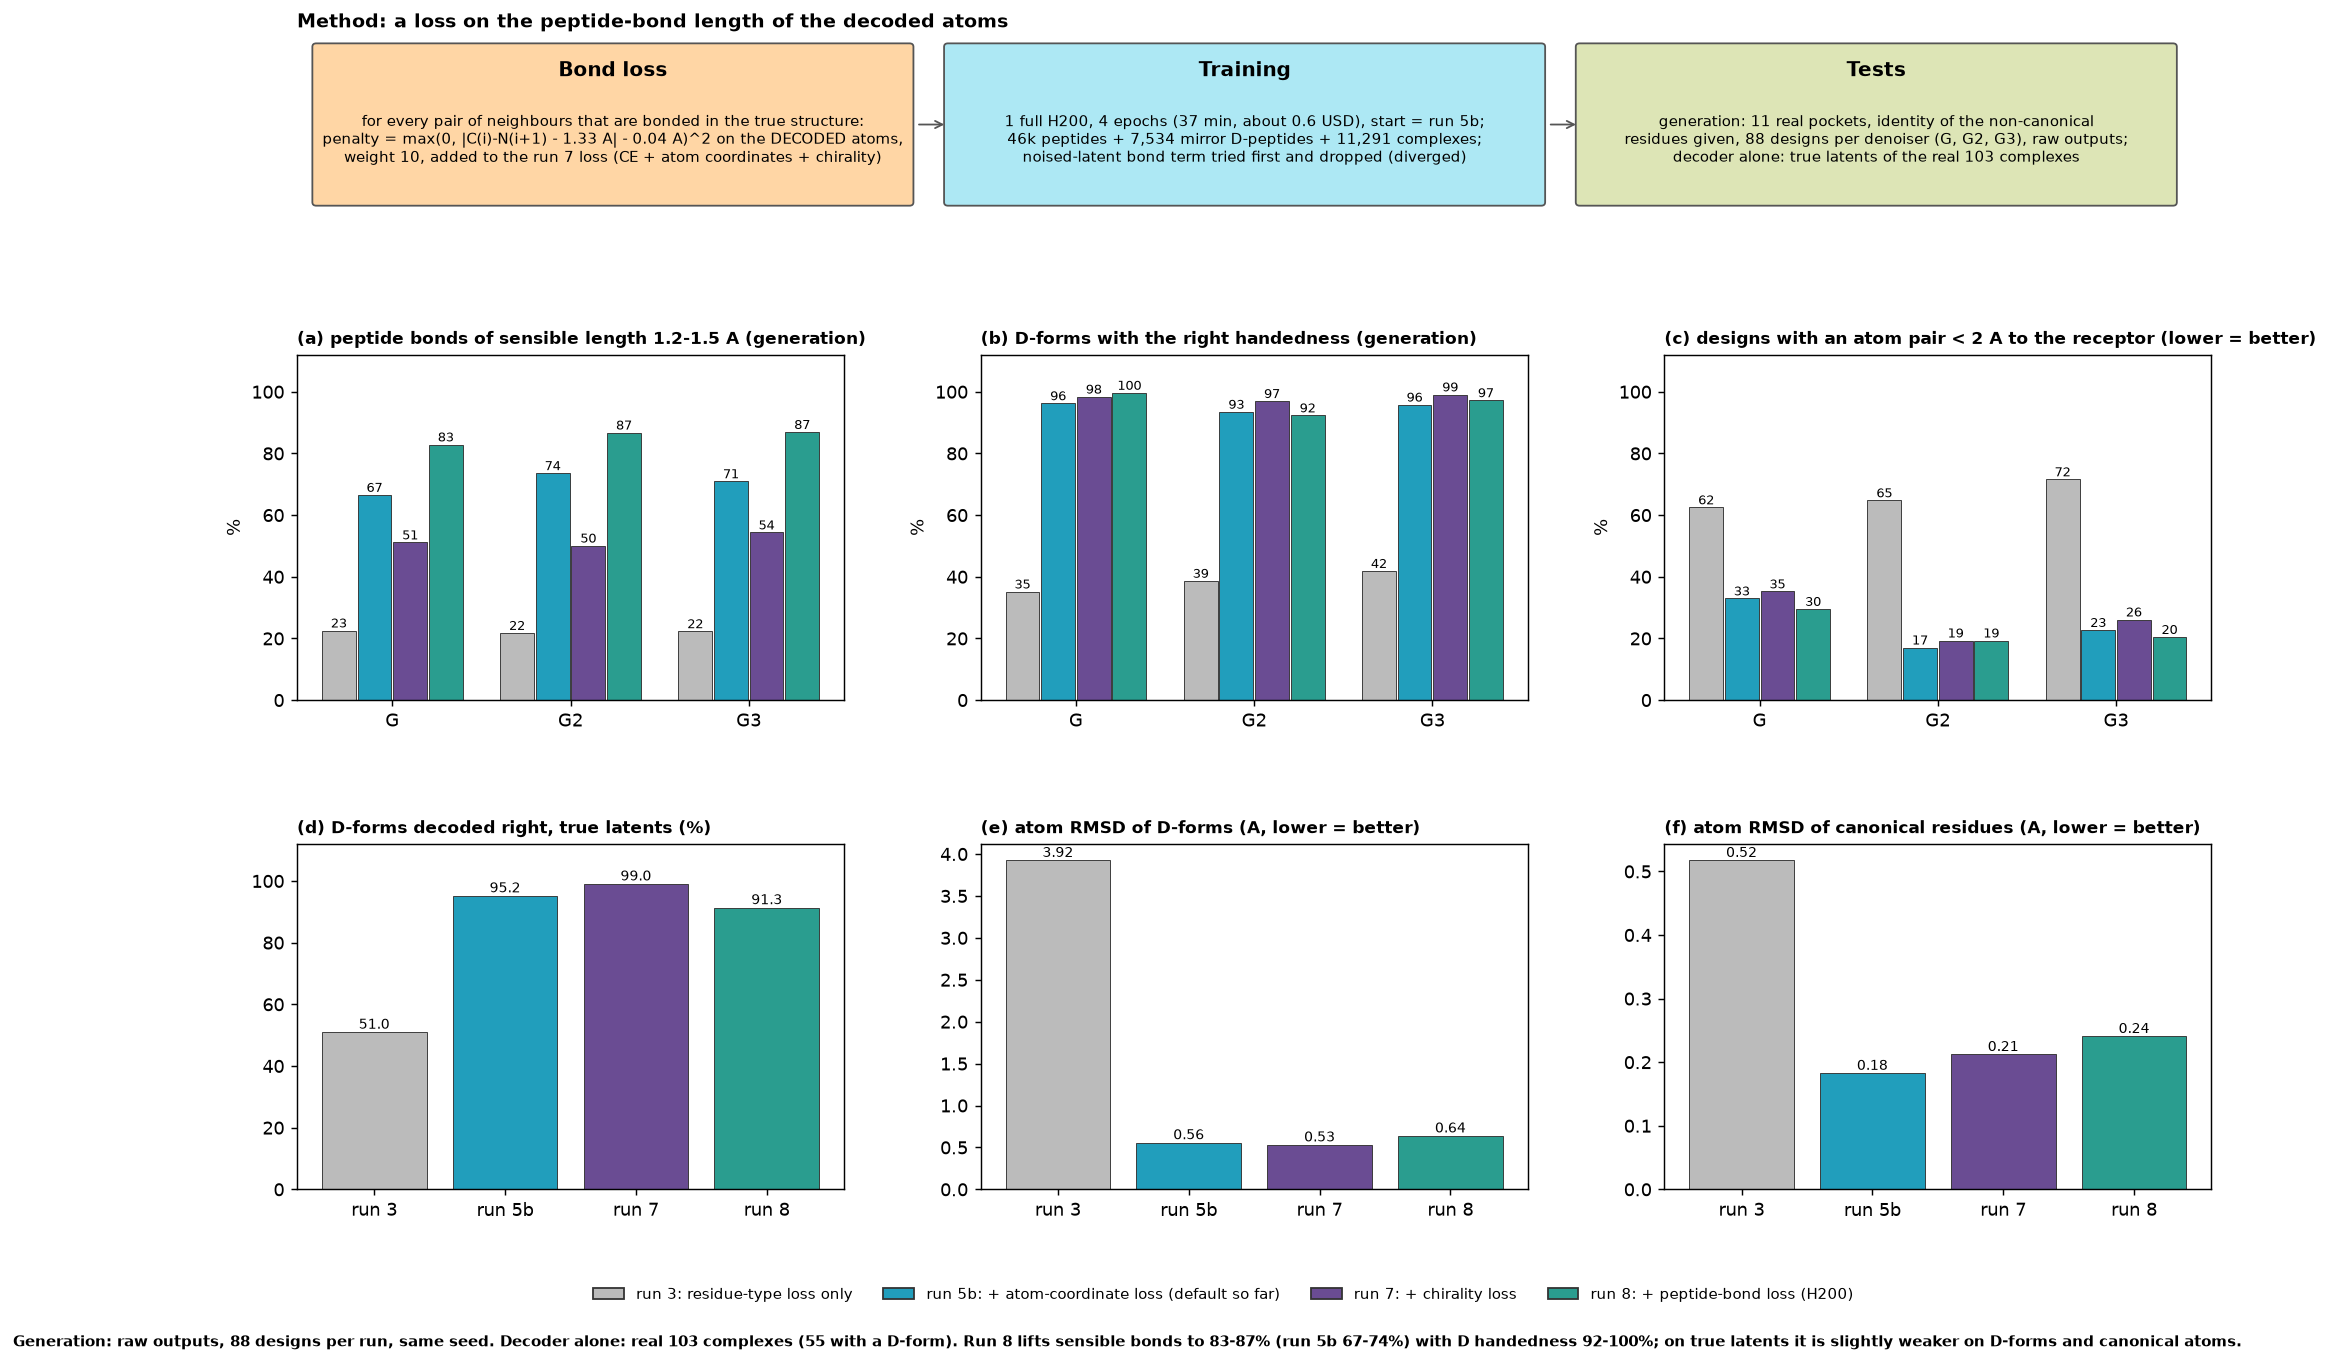 Method: a loss on the peptide-bond length of the decoded atoms
Bond loss
for every pair of neighbours that are bonded in the true structure:
penalty = max(0, |C(i)-N(i+1) - 1.33 A| - 0.04 A)^2 on the DECODED atoms,
weight 10, added to the run 7 loss (CE + atom coordinates + chirality)
Training
1 full H200, 4 epochs (37 min, about 0.6 USD), start = run 5b;
46k peptides + 7,534 mirror D-peptides + 11,291 complexes;
noised-latent bond term tried first and dropped (diverged)
Tests
generation: 11 real pockets, identity of the non-canonical
residues given, 88 designs per denoiser (G, G2, G3), raw outputs;
decoder alone: true latents of the real 103 complexes
(a) peptide bonds of sensible length 1.2-1.5 A (generation)
%
100
80
60
40
20
0
23
67
51
83
22
74
50
87
22
71
54
87
G
G2
G3
(b) D-forms with the right handedness (generation)
%
100
80
60
40
20
0
35
96
98
100
39
93
97
92
42
96
99
97
G
G2
G3
(c) designs with an atom pair < 2 A to the receptor (lower = better)
%
100
80
60
40
20
0
62
33
35
30
65
17
19
19
72
23
26
20
G
G2
G3
(d) D-forms decoded right, true latents (%)
100
80
60
40
20
0
51.0
95.2
99.0
91.3
run 3
run 5b
run 7
run 8
(e) atom RMSD of D-forms (A, lower = better)
4.0
3.5
3.0
2.5
2.0
1.5
1.0
0.5
0.0
3.92
0.56
0.53
0.64
run 3
run 5b
run 7
run 8
(f) atom RMSD of canonical residues (A, lower = better)
0.5
0.4
0.3
0.2
0.1
0.0
0.52
0.18
0.21
0.24
run 3
run 5b
run 7
run 8
run 3: residue-type loss only
run 5b: + atom-coordinate loss (default so far)
run 7: + chirality loss
run 8: + peptide-bond loss (H200)
Generation: raw outputs, 88 designs per run, same seed. Decoder alone: real 103 complexes (55 with a D-form). Run 8 lifts sensible bonds to 83-87% (run 5b 67-74%) with D handedness 92-100%; on true latents it is slightly weaker on D-forms and canonical atoms.